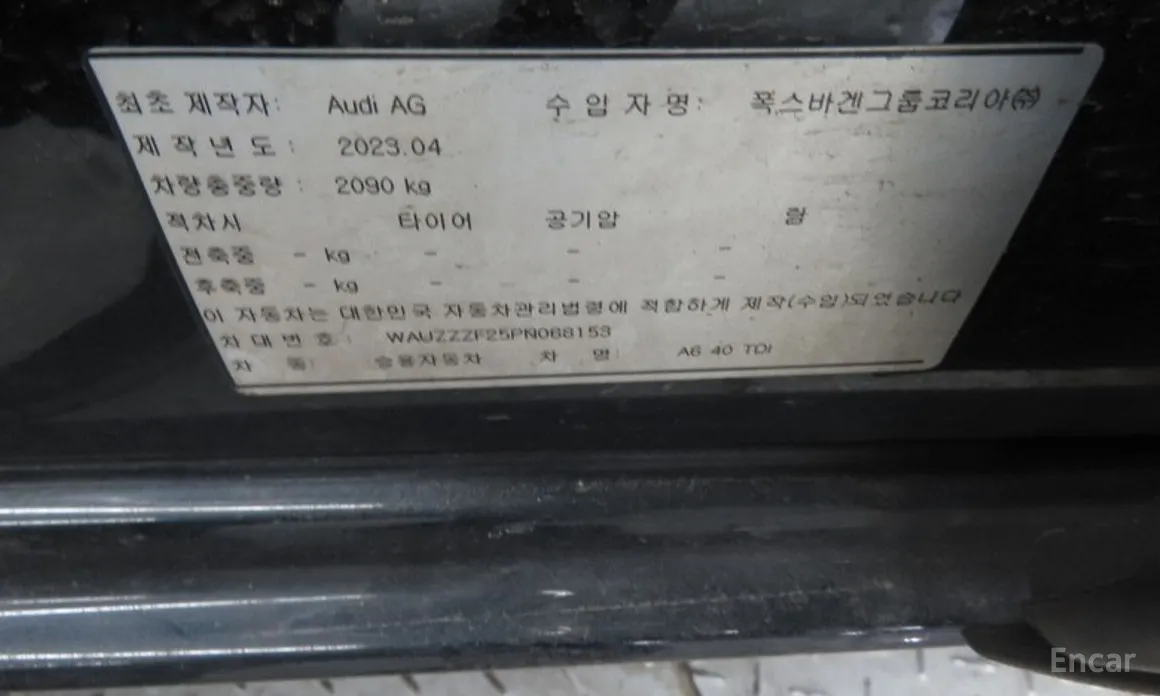 최초 제작자: Audi AG 수 입 자 명: 폭스바겐그룹코리아㈜
제 작 년 도 : 2023.04
차량총중량 : 2090 kg
적차시 타이어 공기압 림
전축중 - kg - - -
후축중 - kg - - -
이 자동차는 대한민국 자동차관리법령에 적합하게 제작(수입)되었습니다
차 대 번 호 : WAUZZZF25PN068153
차 종: 승용자동차 차 명: A6 40 TDI
Encar